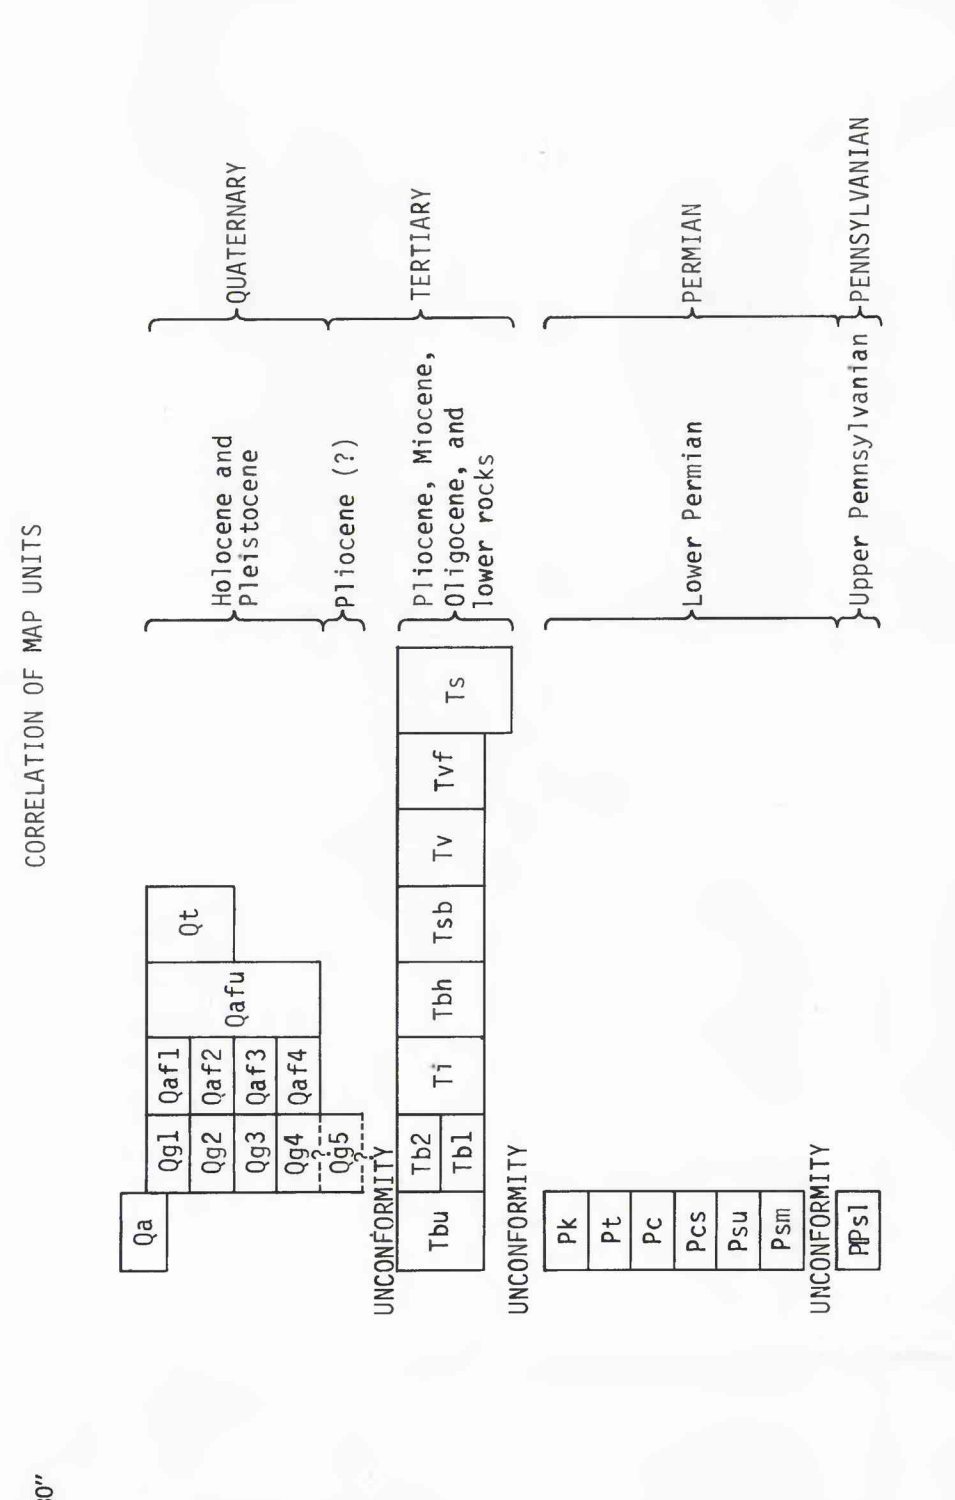 CORRELATION OF MAP UNITS
Qa
Qg1
Qaf1
Qafu
Qt
Qg2
Qaf2
Qg3
Qaf3
Qg4
Qaf4
?
Qg5
?
Holocene and
Pleistocene
QUATERNARY
Pliocene (?)
UNCONFORMITY
Tbu
Tb2
Tb1
Ti
Tbh
Tsb
Tv
Tvf
Ts
Pliocene, Miocene,
Oligocene, and
lower rocks
TERTIARY
UNCONFORMITY
Pk
Pt
Pc
Pcs
Psu
Psm
Lower Permian
PERMIAN
UNCONFORMITY
PPsl
Upper Pennsylvanian
PENNSYLVANIAN